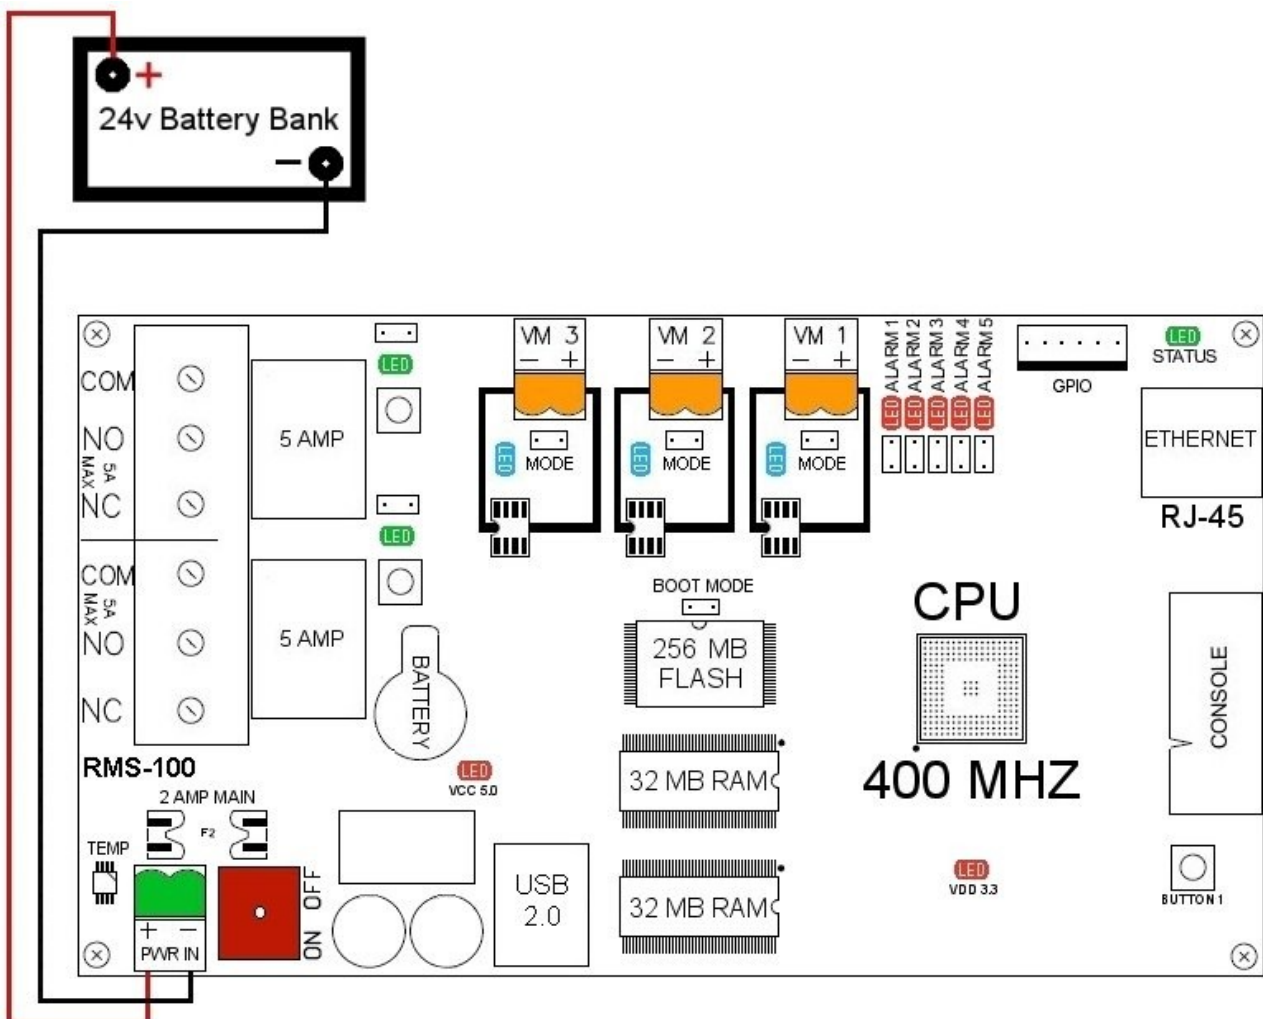 +
24v Battery Bank
−
COM
NO
5A MAX
NC
COM
5A MAX
NO
NC
5 AMP
5 AMP
LED
LED
VM 3
− +
LED
MODE
VM 2
− +
LED
MODE
VM 1
− +
LED
MODE
ALARM 1
ALARM 2
ALARM 3
ALARM 4
ALARM 5
LED
LED
LED
LED
LED
GPIO
LED
STATUS
ETHERNET
RJ-45
BOOT MODE
256 MB
FLASH
CPU
400 MHZ
CONSOLE
BATTERY
RMS-100
LED
VCC 5.0
32 MB RAM
32 MB RAM
2 AMP MAIN
F2
TEMP
+ −
PWR IN
ON OFF
USB
2.0
LED
VDD 3.3
BUTTON 1